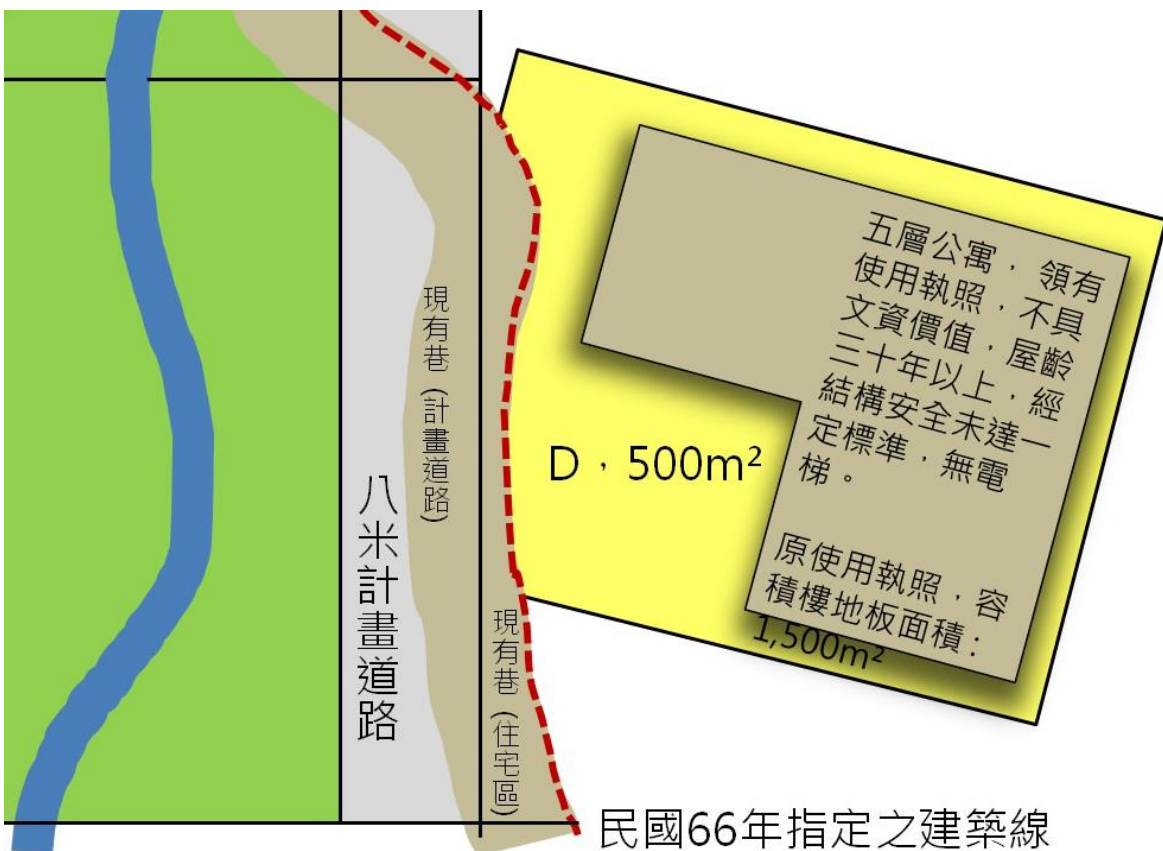 五層公寓，領有
使用執照，不具
文資價值，屋齡
三十年以上，經
結構安全未達一
定標準，無電
梯。
原使用執照，容
積樓地板面積：
1,500m²
D，500m²
現有巷（計畫道路）
八米計畫道路
現有巷（住宅區）
民國66年指定之建築線